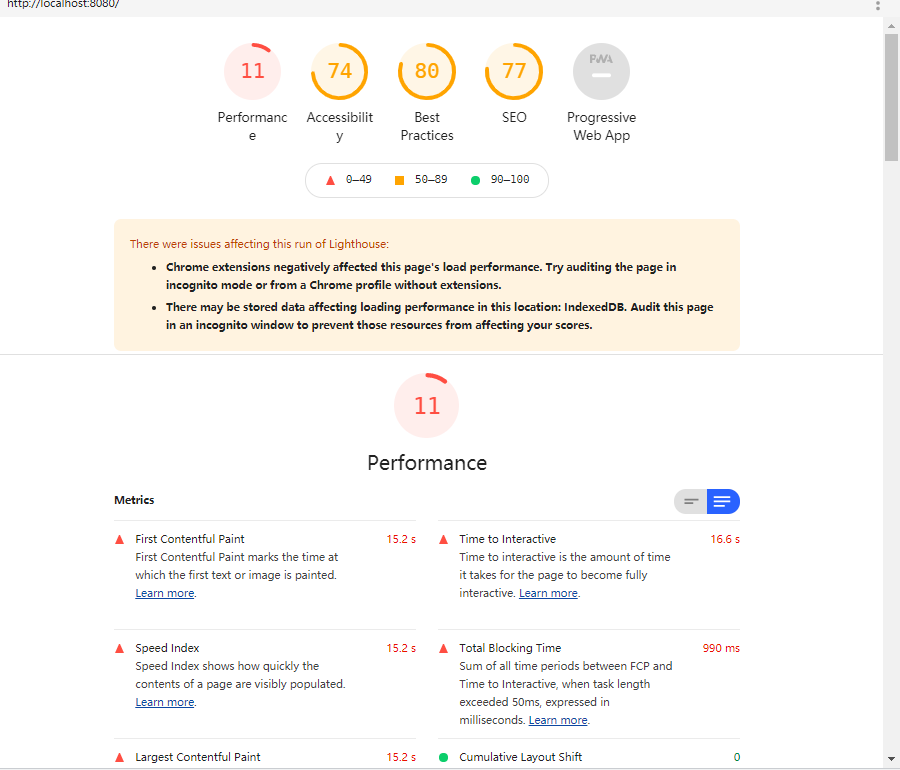 http://localhost:8080/
11 74 80 77 PWA
Performanc
e
Accessibilit
y
Best
Practices
SEO
Progressive
Web App
0–49 50–89 90–100
There were issues affecting this run of Lighthouse:
• Chrome extensions negatively affected this page's load performance. Try auditing the page in
incognito mode or from a Chrome profile without extensions.
• There may be stored data affecting loading performance in this location: IndexedDB. Audit this page
in an incognito window to prevent those resources from affecting your scores.
11
Performance
Metrics
First Contentful Paint 15.2 s
First Contentful Paint marks the time at
which the first text or image is painted.
Learn more.
Time to Interactive 16.6 s
Time to interactive is the amount of time
it takes for the page to become fully
interactive. Learn more.
Speed Index 15.2 s
Speed Index shows how quickly the
contents of a page are visibly populated.
Learn more.
Total Blocking Time 990 ms
Sum of all time periods between FCP and
Time to Interactive, when task length
exceeded 50ms, expressed in
milliseconds. Learn more.
Largest Contentful Paint 15.2 s
Cumulative Layout Shift 0